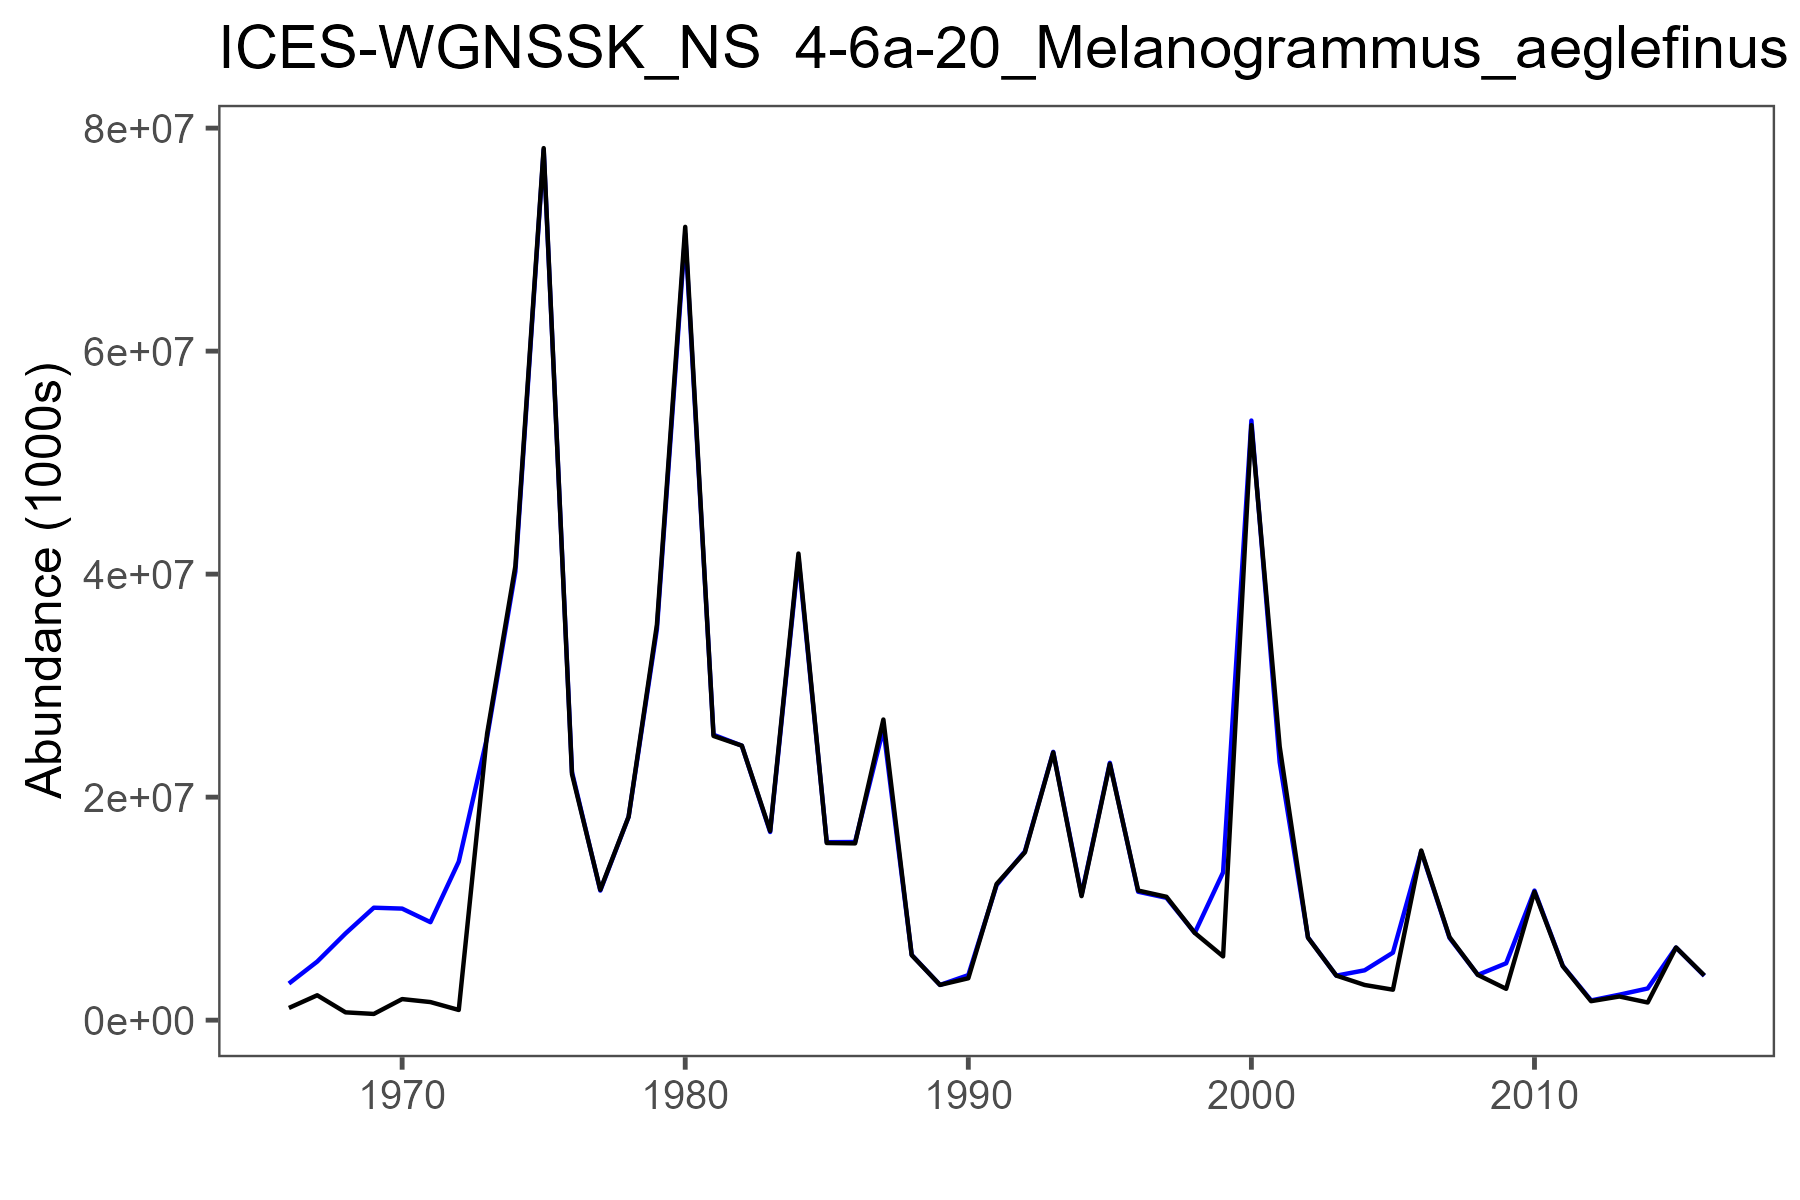 ICES-WGNSSK_NS  4-6a-20_Melanogrammus_aeglefinus
Abundance (1000s)
8e+07
6e+07
4e+07
2e+07
0e+00
1970 1980 1990 2000 2010